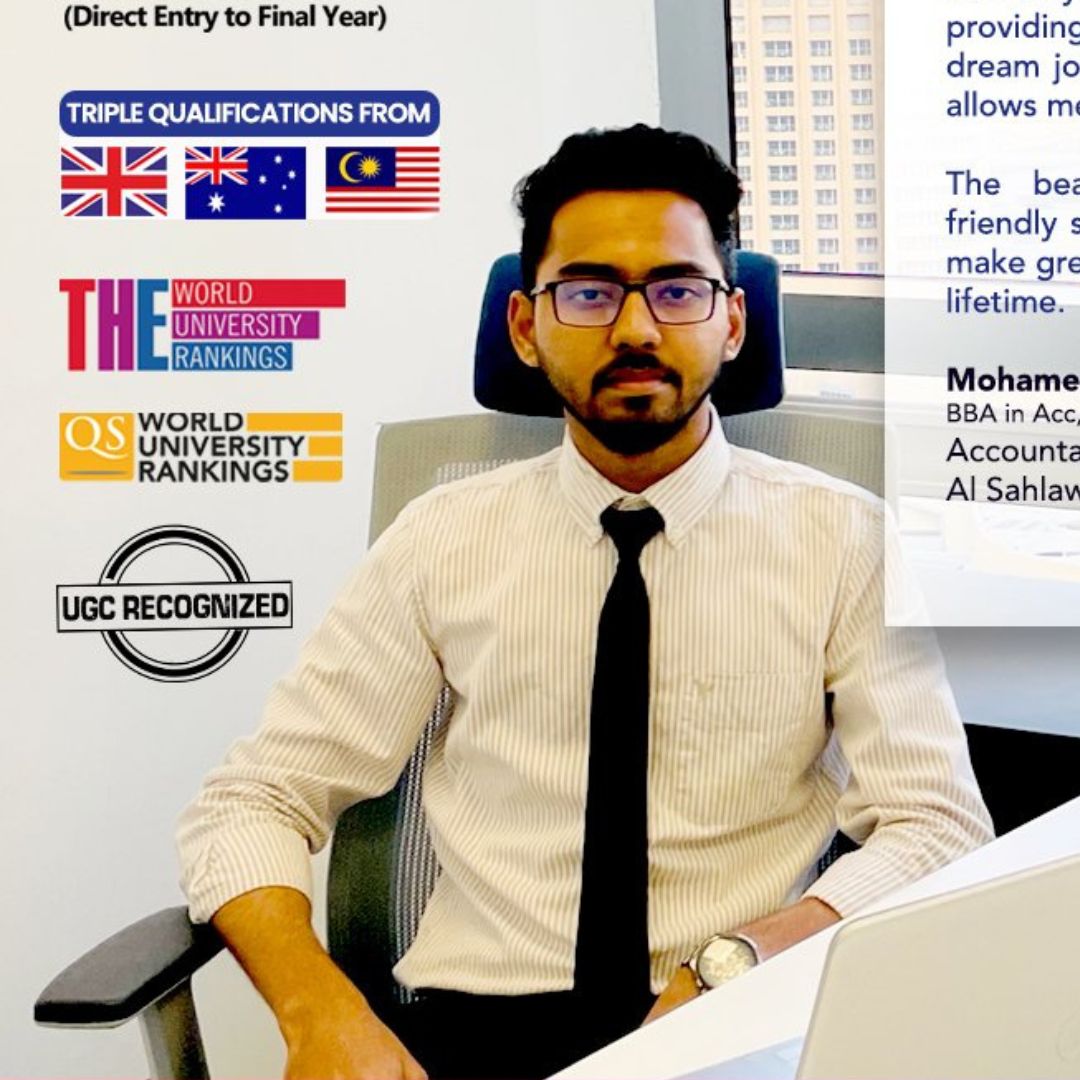 (Direct Entry to Final Year)
TRIPLE QUALIFICATIONS FROM
THE WORLD
UNIVERSITY
RANKINGS
QS WORLD
UNIVERSITY
RANKINGS
UGC RECOGNIZED
providing
dream jo
allows me
The bea
friendly s
make gre
lifetime.
Mohame
BBA in Acc,
Accounta
Al Sahlaw